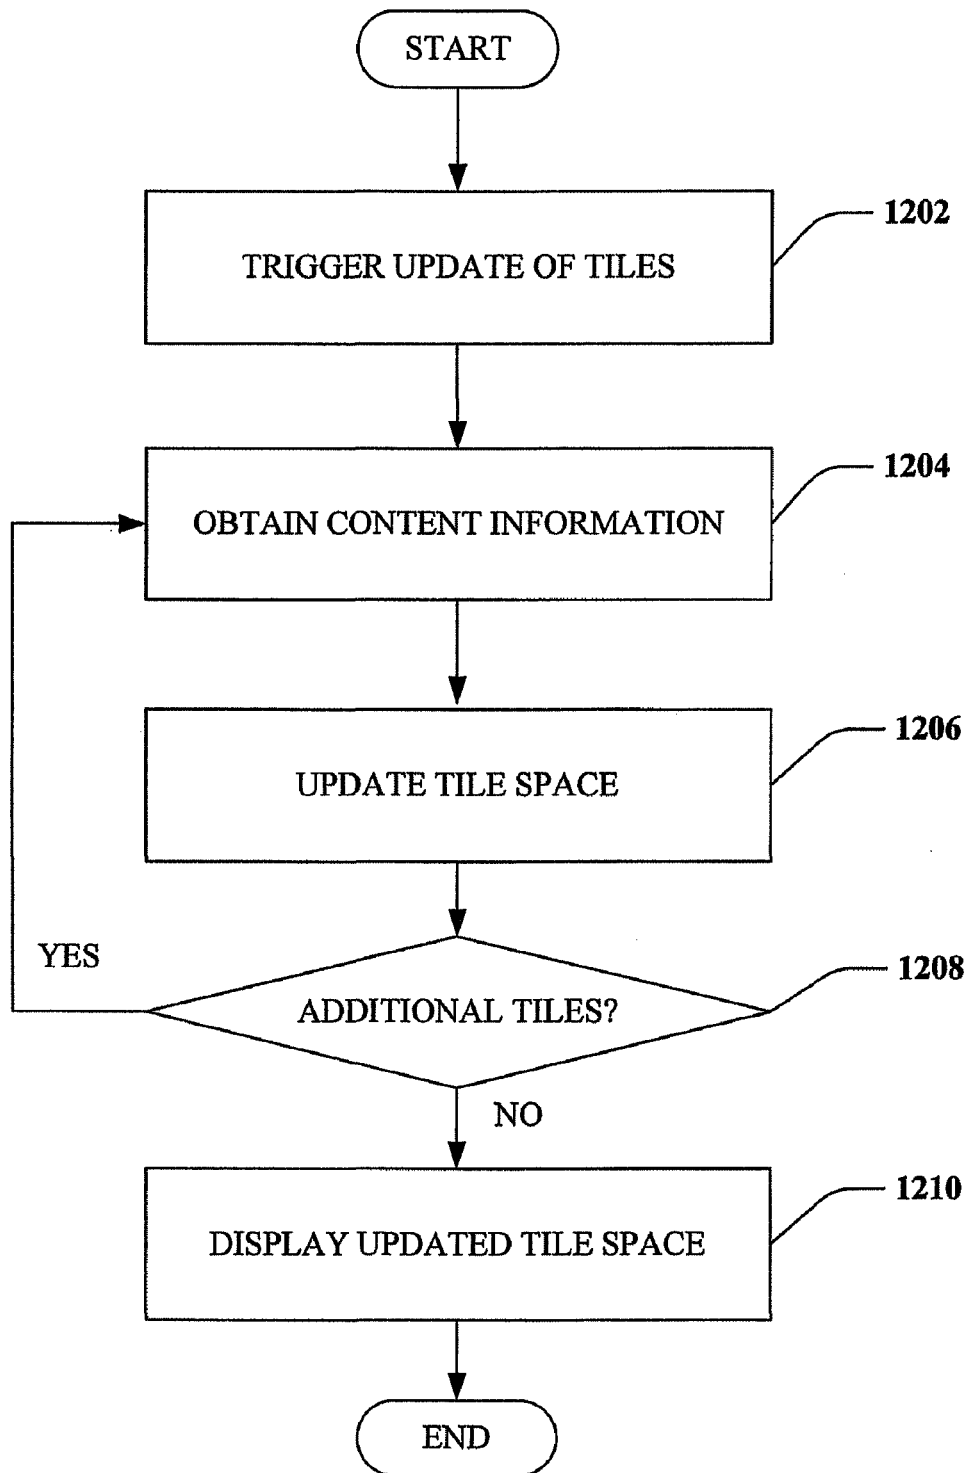 START
1202
TRIGGER UPDATE OF TILES
1204
OBTAIN CONTENT INFORMATION
1206
UPDATE TILE SPACE
YES
1208
ADDITIONAL TILES?
NO
1210
DISPLAY UPDATED TILE SPACE
END